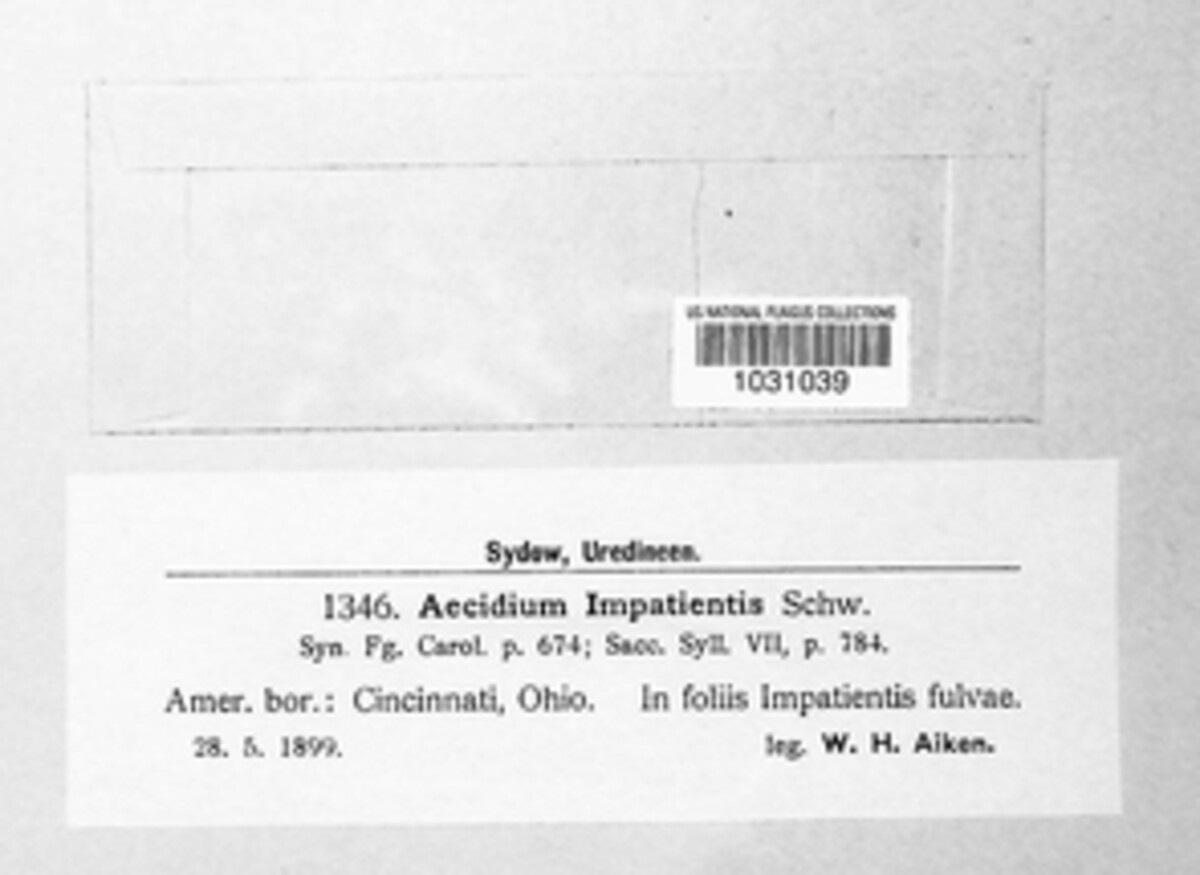 US NATIONAL FUNGUS COLLECTIONS
1031039
Sydow, Uredineen.
1346. Aecidium Impatientis Schw.
Syn. Fg. Carol. p. 674; Sacc. Syll. VII, p. 784.
Amer. bor.: Cincinnati, Ohio. In foliis Impatientis fulvae.
28. 5. 1899. leg. W. H. Aiken.